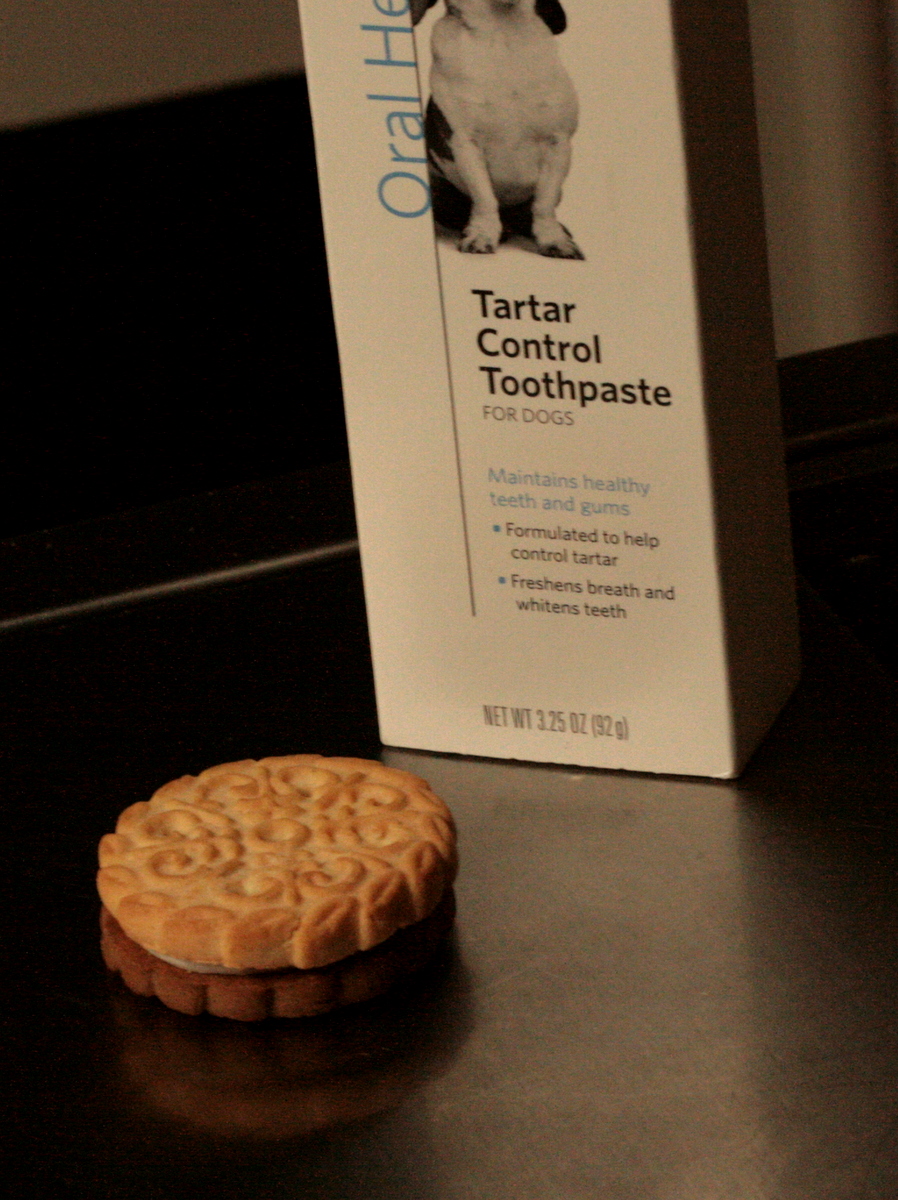 Oral He
Tartar
Control
Toothpaste
FOR DOGS
Maintains healthy
teeth and gums
• Formulated to help
control tartar
• Freshens breath and
whitens teeth
NET WT 3.25 OZ (92g)